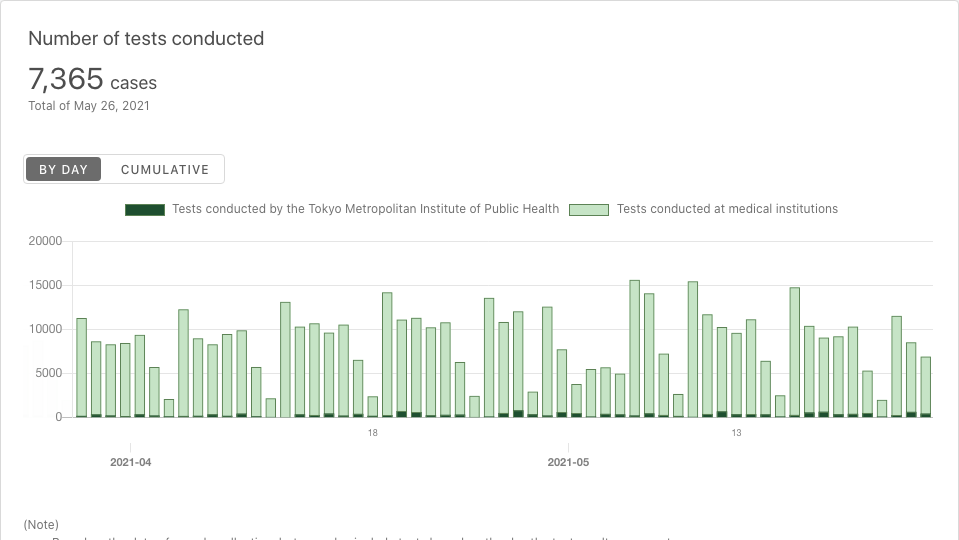 Number of tests conducted
7,365 cases
Total of May 26, 2021
BY DAY CUMULATIVE
Tests conducted by the Tokyo Metropolitan Institute of Public Health Tests conducted at medical institutions
20000
15000
10000
5000
0
18 13
2021-04 2021-05
(Note)